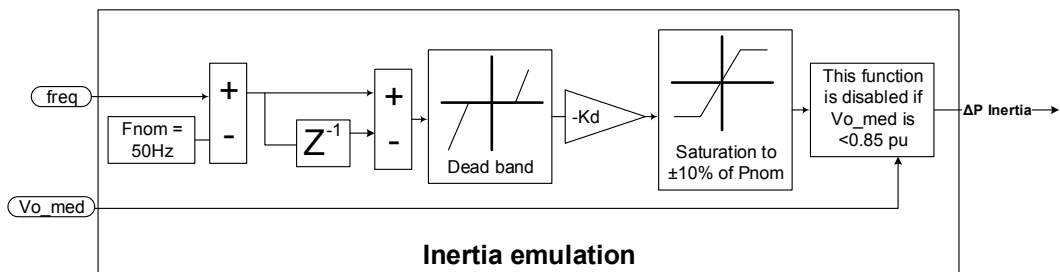 freq
Fnom =
50Hz
+
-
Z-1
+
-
Dead band
-Kd
Saturation to
±10% of Pnom
This function
is disabled if
Vo_med is
<0.85 pu
ΔP Inertia
Vo_med
Inertia emulation